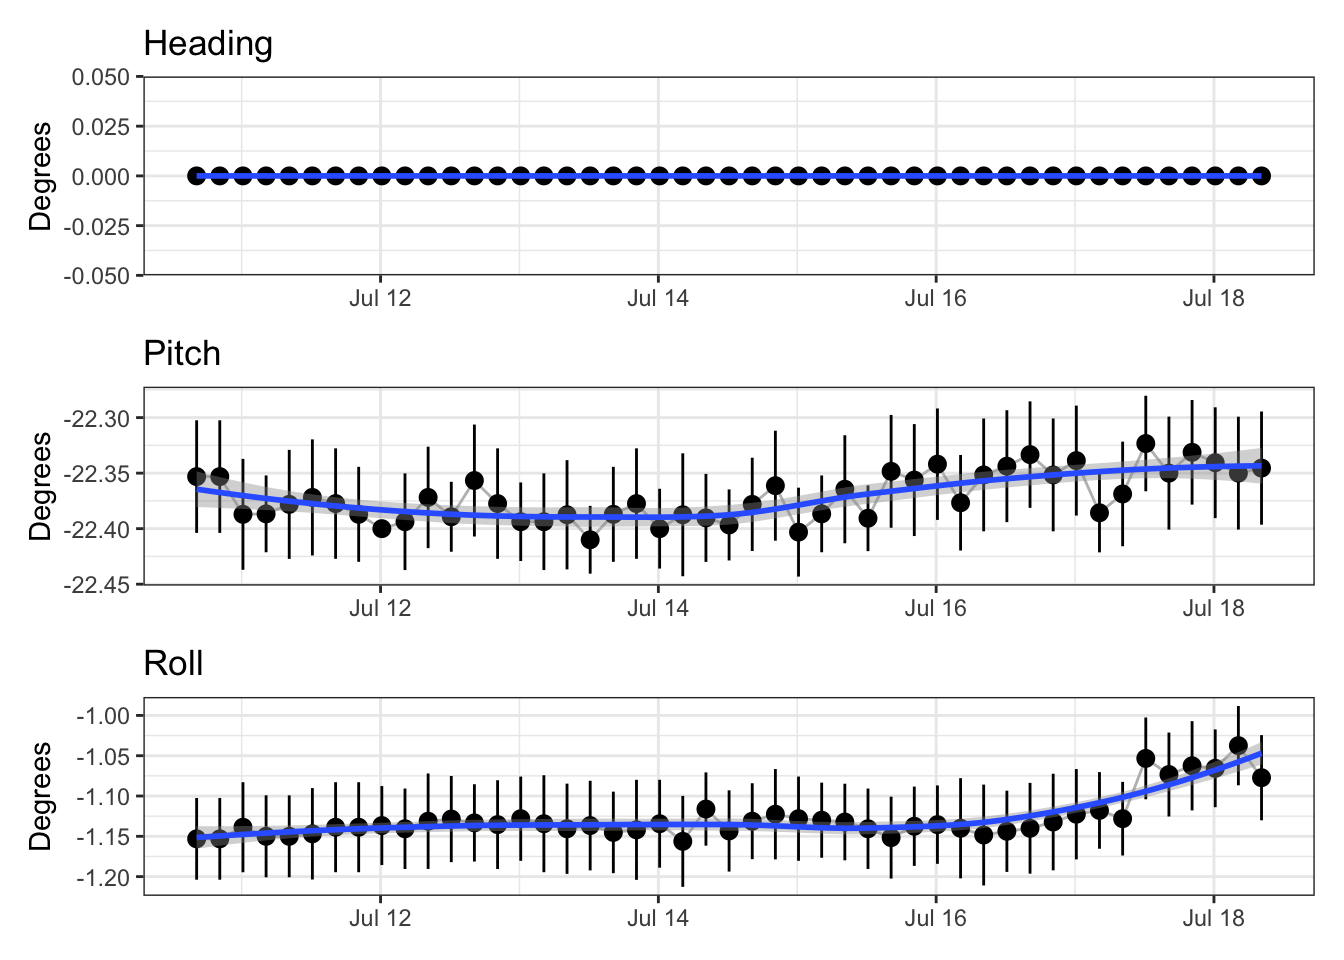 Heading
Degrees
0.050
0.025
0.000
-0.025
-0.050
Jul 12 Jul 14 Jul 16 Jul 18
Pitch
Degrees
-22.30
-22.35
-22.40
-22.45
Jul 12 Jul 14 Jul 16 Jul 18
Roll
Degrees
-1.00
-1.05
-1.10
-1.15
-1.20
Jul 12 Jul 14 Jul 16 Jul 18